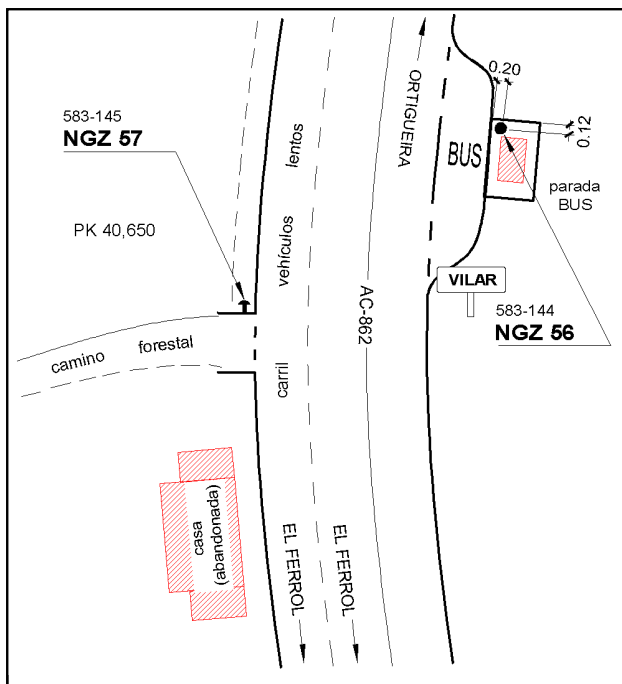 ORTIGUEIRA
0.20
0.12
583-145
NGZ 57
lentos
BUS
parada
BUS
PK 40,650
vehículos
VILAR
AC-862
583-144
NGZ 56
camino forestal
carril
casa
(abandonada)
EL FERROL
EL FERROL